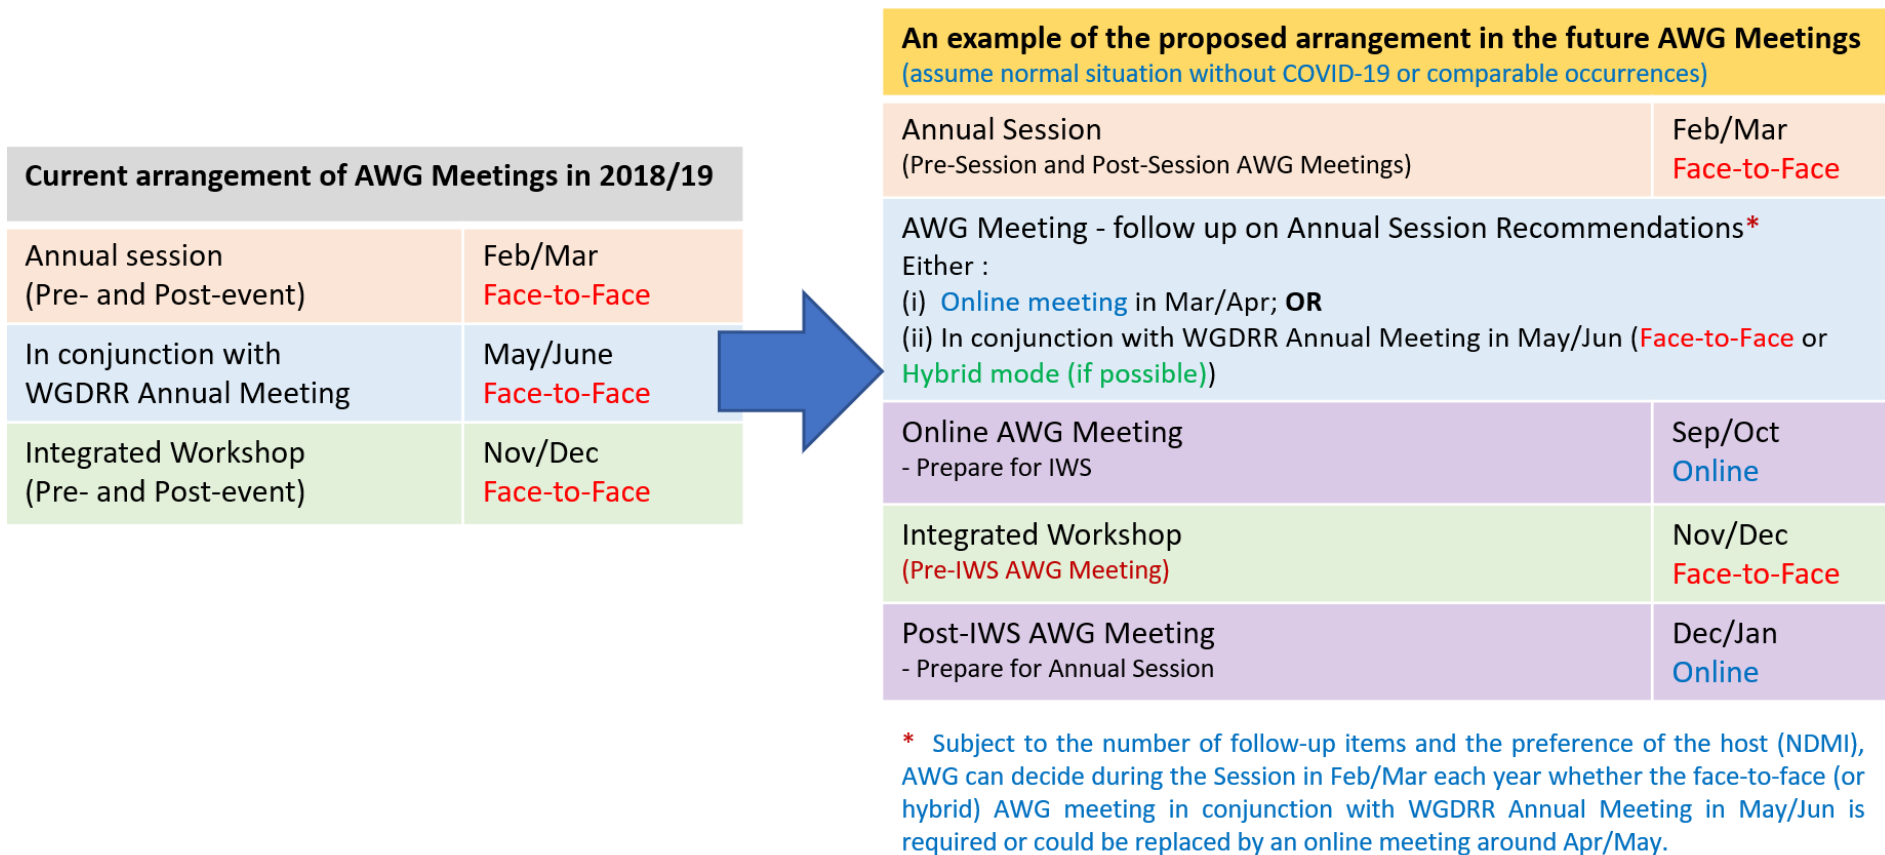 Current arrangement of AWG Meetings in 2018/19
Annual session
(Pre- and Post-event)
Feb/Mar
Face-to-Face
In conjunction with
WGDRR Annual Meeting
May/June
Face-to-Face
Integrated Workshop
(Pre- and Post-event)
Nov/Dec
Face-to-Face
An example of the proposed arrangement in the future AWG Meetings
(assume normal situation without COVID-19 or comparable occurrences)
Annual Session
(Pre-Session and Post-Session AWG Meetings)
Feb/Mar
Face-to-Face
AWG Meeting - follow up on Annual Session Recommendations*
Either :
(i) Online meeting in Mar/Apr; OR
(ii) In conjunction with WGDRR Annual Meeting in May/Jun (Face-to-Face or
Hybrid mode (if possible))
Online AWG Meeting
- Prepare for IWS
Sep/Oct
Online
Integrated Workshop
(Pre-IWS AWG Meeting)
Nov/Dec
Face-to-Face
Post-IWS AWG Meeting
- Prepare for Annual Session
Dec/Jan
Online
* Subject to the number of follow-up items and the preference of the host (NDMI),
AWG can decide during the Session in Feb/Mar each year whether the face-to-face (or
hybrid) AWG meeting in conjunction with WGDRR Annual Meeting in May/Jun is
required or could be replaced by an online meeting around Apr/May.